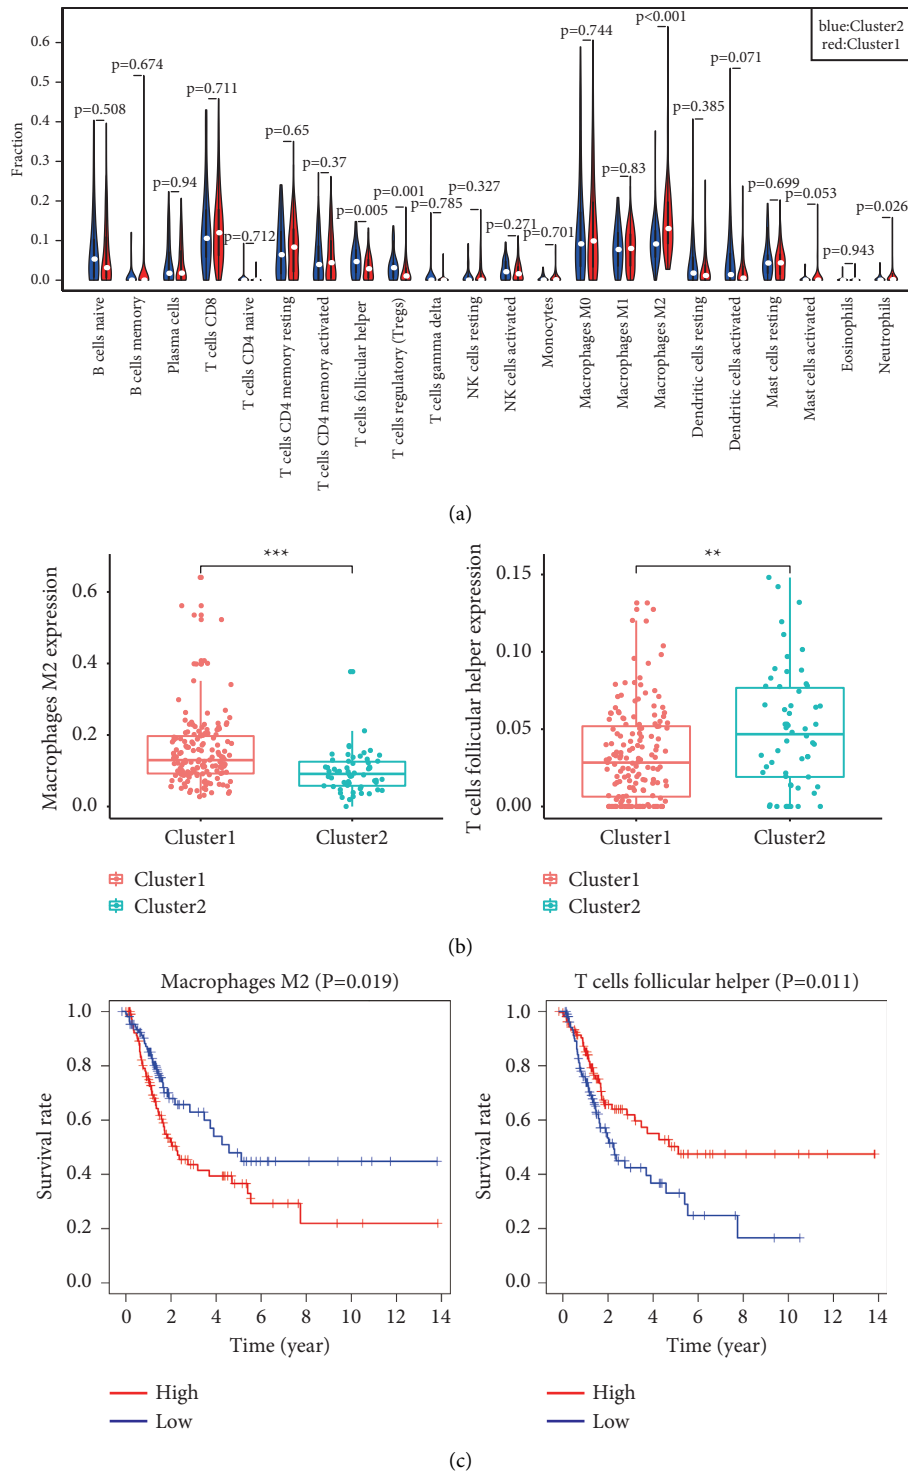 blue:Cluster2
red:Cluster1
Fraction
0.6
0.5
0.4
0.3
0.2
0.1
0.0
p=0.508
p=0.674
p=0.94
p=0.711
p=0.712
p=0.65
p=0.37
p=0.005
p=0.001
p=0.785
p=0.327
p=0.271
p=0.701
p=0.744
p=0.83
p<0.001
p=0.385
p=0.071
p=0.699
p=0.053
p=0.943
p=0.026
B cells naive
B cells memory
Plasma cells
T cells CD8
T cells CD4 naive
T cells CD4 memory resting
T cells CD4 memory activated
T cells follicular helper
T cells regulatory (Tregs)
T cells gamma delta
NK cells resting
NK cells activated
Monocytes
Macrophages M0
Macrophages M1
Macrophages M2
Dendritic cells resting
Dendritic cells activated
Mast cells resting
Mast cells activated
Eosinophils
Neutrophils
(a)
Macrophages M2 expression
0.6
0.4
0.2
0.0
***
Cluster1 Cluster2
Cluster1
Cluster2
T cells follicular helper expression
0.15
0.10
0.05
0.00
**
Cluster1 Cluster2
Cluster1
Cluster2
(b)
Macrophages M2 (P=0.019)
Survival rate
1.0
0.8
0.6
0.4
0.2
0.0
0 2 4 6 8 10 12 14
Time (year)
High
Low
T cells follicular helper (P=0.011)
Survival rate
1.0
0.8
0.6
0.4
0.2
0.0
0 2 4 6 8 10 12 14
Time (year)
High
Low
(c)